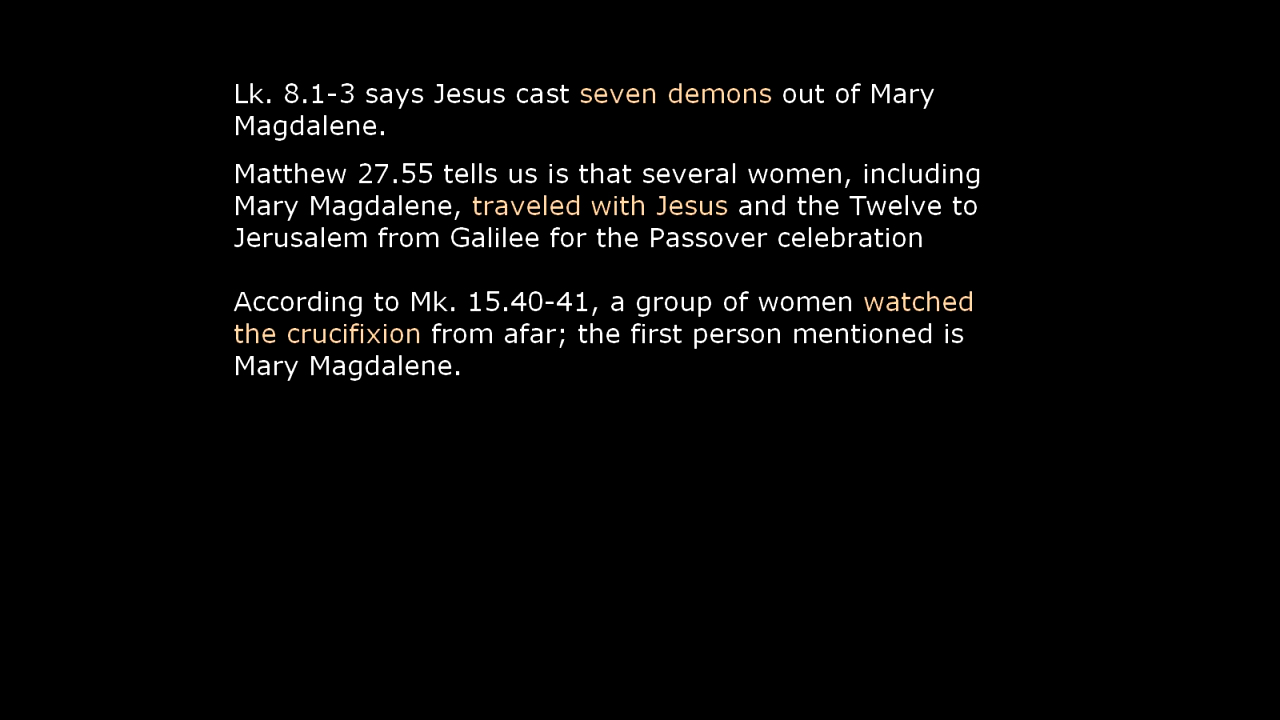 Lk. 8.1-3 says Jesus cast seven demons out of Mary
Magdalene.
Matthew 27.55 tells us is that several women, including
Mary Magdalene, traveled with Jesus and the Twelve to
Jerusalem from Galilee for the Passover celebration
According to Mk. 15.40-41, a group of women watched
the crucifixion from afar; the first person mentioned is
Mary Magdalene.